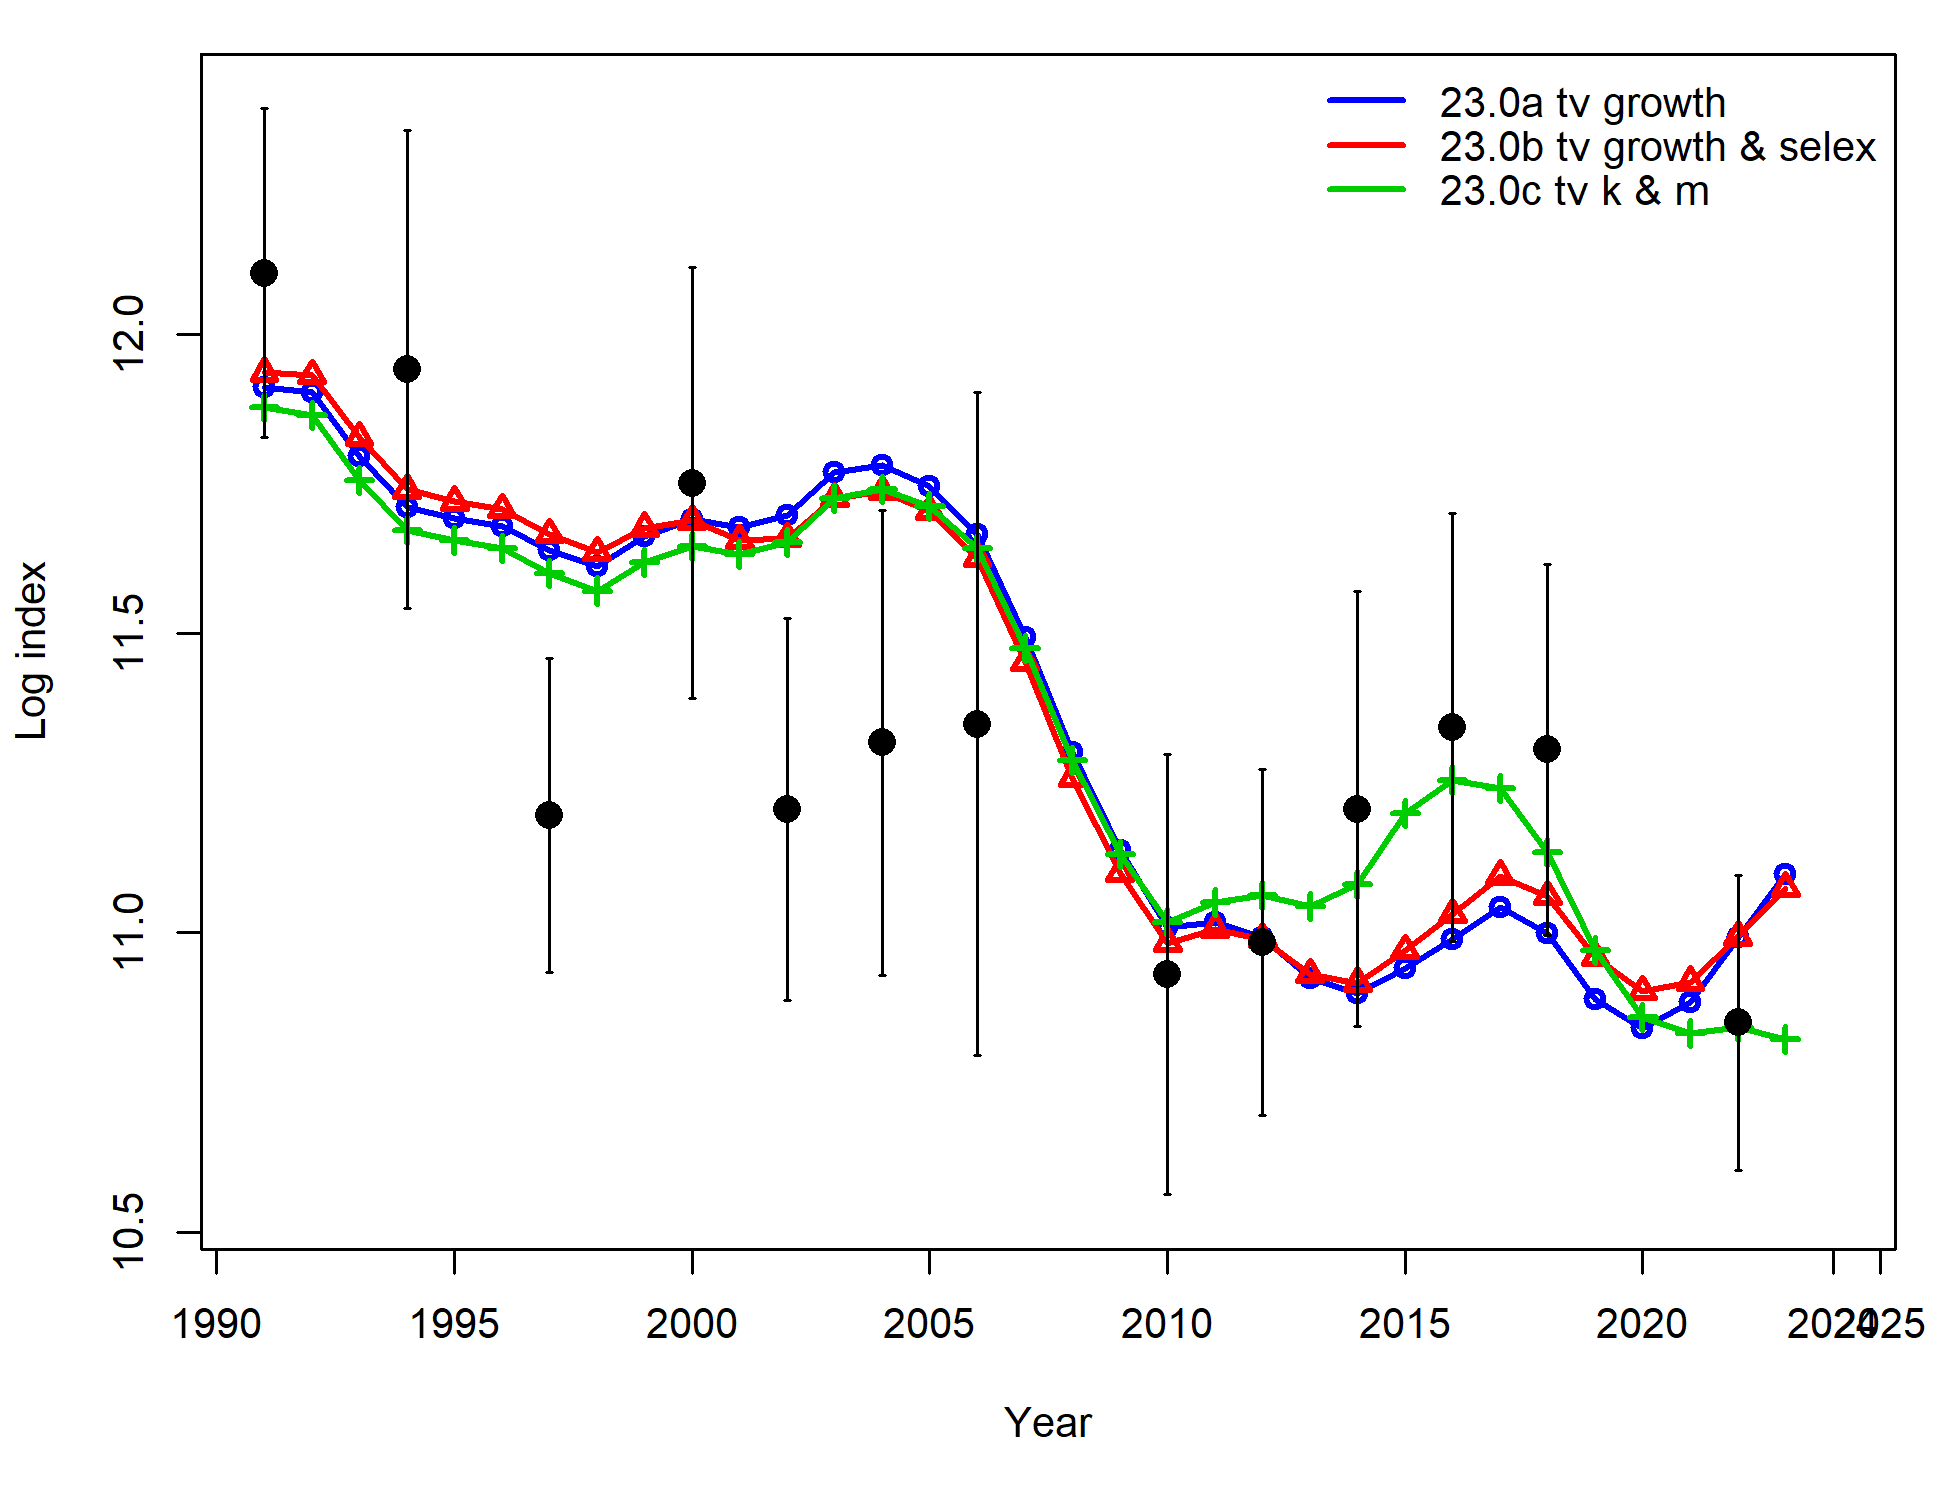 23.0a tv growth
23.0b tv growth & selex
23.0c tv k & m
12.0
11.5
11.0
10.5
Log index
1990 1995 2000 2005 2010 2015 2020 2024 2025
Year